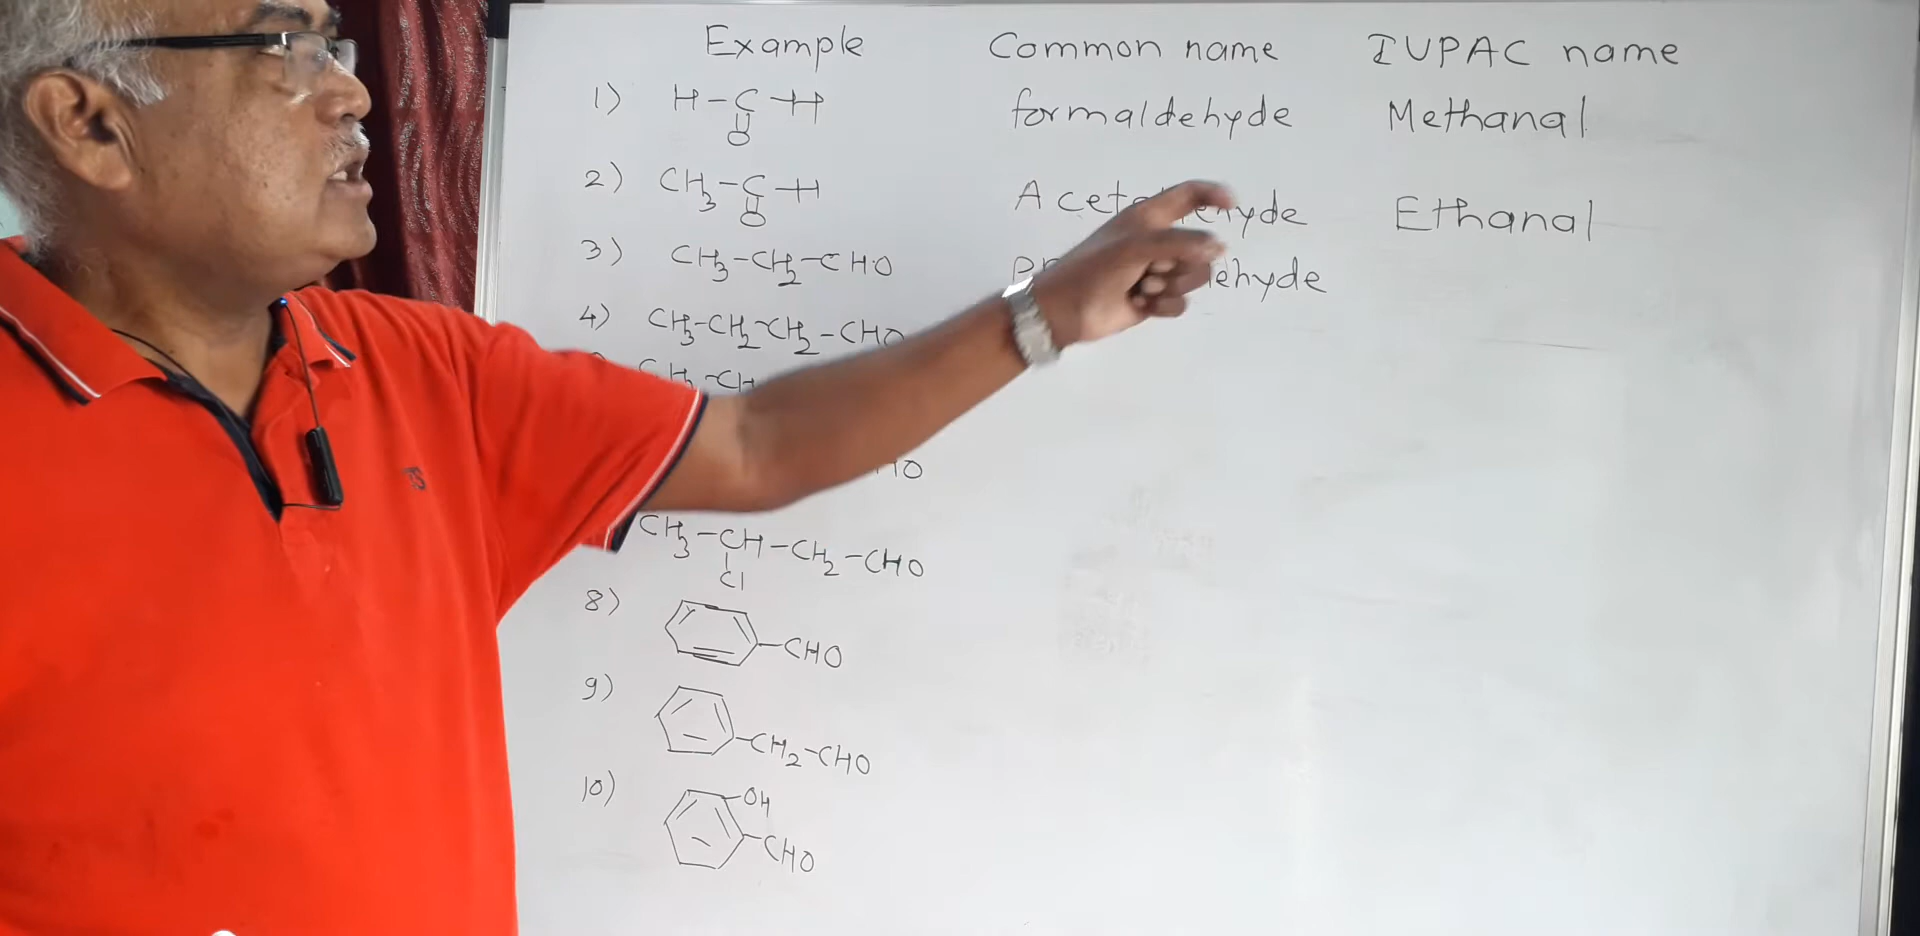 Example Common name IUPAC name
1) H-C-H formaldehyde Methanal
O
2) CH3-C-H Ethanal
O
3) CH3-CH2-CHO
4) CH3-CH2-CH2-CHO
CH3-CH-CH2-CHO
Cl
8) -CHO
9) -CH2-CHO
10) OH
-CHO